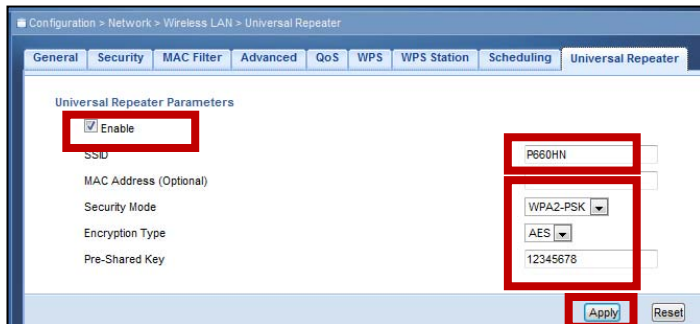 Configuration > Network > Wireless LAN > Universal Repeater
General Security MAC Filter Advanced QoS WPS WPS Station Scheduling Universal Repeater
Universal Repeater Parameters
Enable
SSID P660HN
MAC Address (Optional)
Security Mode WPA2-PSK
Encryption Type AES
Pre-Shared Key 12345678
Apply Reset